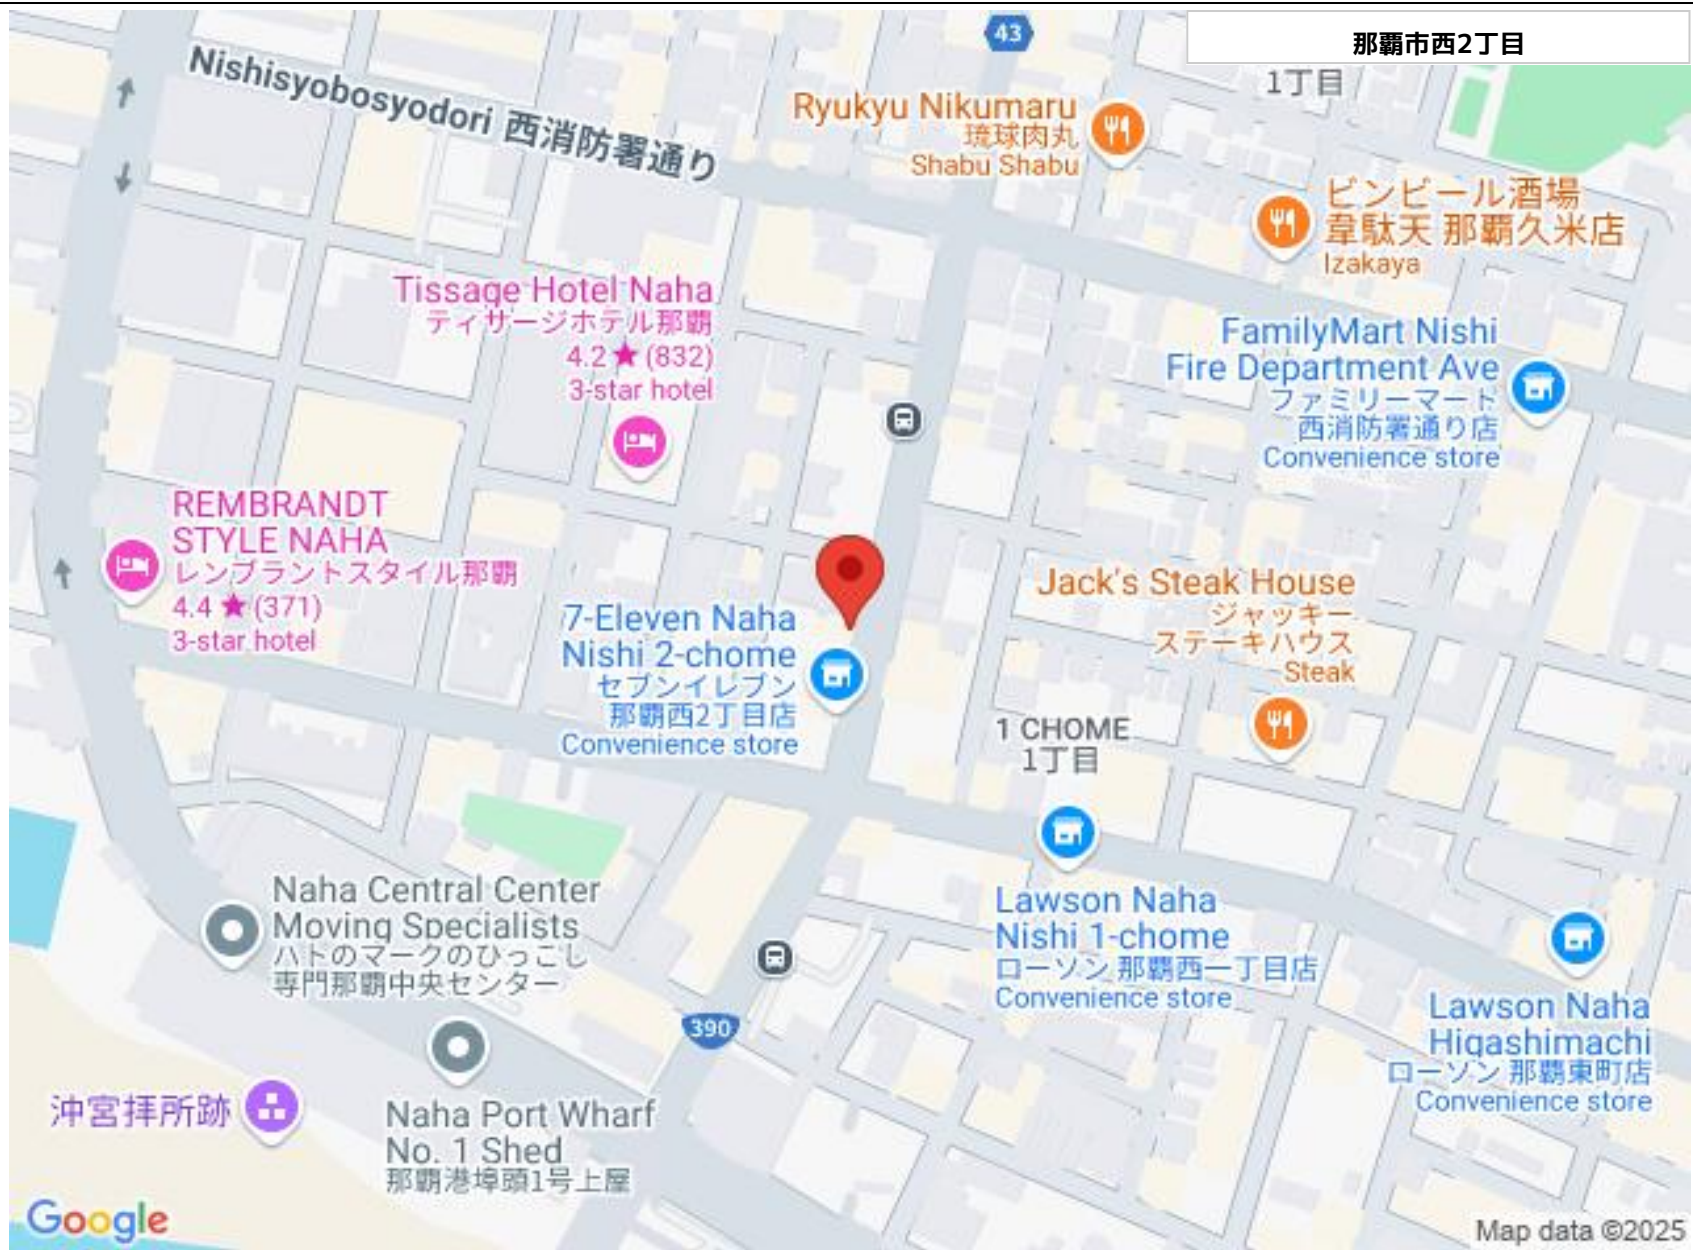 那覇市西2丁目
43
1丁目
Nishisyobosyodori 西消防署通り
Ryukyu Nikumaru
琉球肉丸
Shabu Shabu
ビンビール酒場
韋駄天 那覇久米店
Izakaya
Tissage Hotel Naha
ティサージホテル那覇
4.2 ★ (832)
3-star hotel
FamilyMart Nishi
Fire Department Ave
ファミリーマート
西消防署通り店
Convenience store
REMBRANDT
STYLE NAHA
レンブラントスタイル那覇
4.4 ★ (371)
3-star hotel
7-Eleven Naha
Nishi 2-chome
セブンイレブン
那覇西2丁目店
Convenience store
Jack's Steak House
ジャッキー
ステーキハウス
Steak
1 CHOME
1丁目
Lawson Naha
Nishi 1-chome
ローソン 那覇西一丁目店
Convenience store
Naha Central Center
Moving Specialists
ハトのマークのひっこし
専門那覇中央センター
390
Lawson Naha
Higashimachi
ローソン 那覇東町店
Convenience store
沖宮拝所跡
Naha Port Wharf
No. 1 Shed
那覇港埠頭1号上屋
Google
Map data ©2025